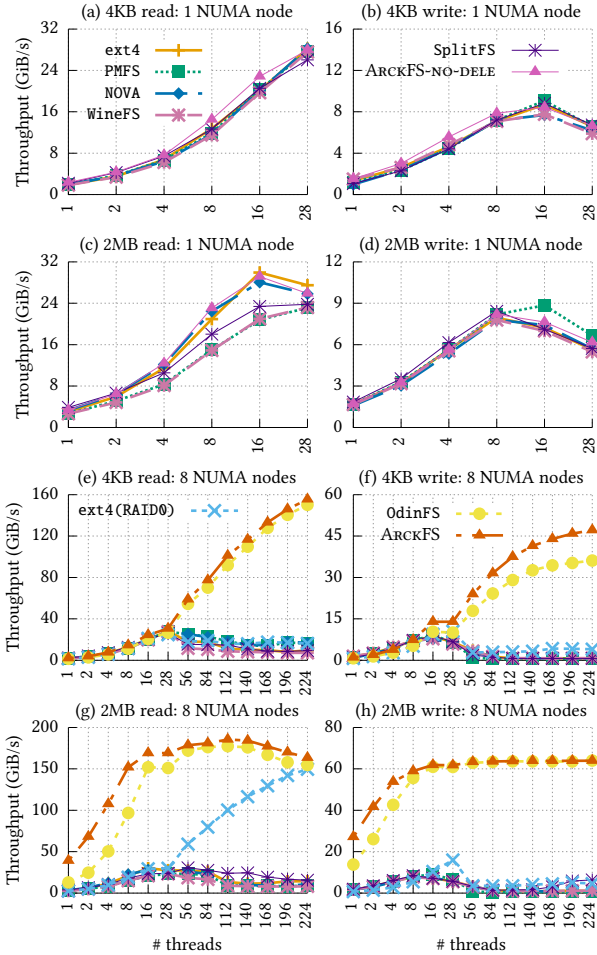 (a) 4KB read: 1 NUMA node
(b) 4KB write: 1 NUMA node
Throughput (GiB/s)
35
28
21
14
7
0
ext4
PMFS
NOVA
WineFS
1 2 4 8 16 28
16
12
8
4
0
SplitFS
ARCKFS-NO-DELE
1 2 4 8 16 28
(c) 2MB read: 1 NUMA node
(d) 2MB write: 1 NUMA node
Throughput (GiB/s)
40
32
24
16
8
0
1 2 4 8 16 28
12
9
6
3
0
1 2 4 8 16 28
(e) 4KB read: 8 NUMA nodes
(f) 4KB write: 8 NUMA nodes
Throughput (GiB/s)
160
120
80
40
0
ext4(RAID0)
1 2 4 8 16 28 56 84 112 140 168 196 224
60
45
30
15
0
OdinFS
ARCKFS
1 2 4 8 16 28 56 84 112 140 168 196 224
(g) 2MB read: 8 NUMA nodes
(h) 2MB write: 8 NUMA nodes
Throughput (GiB/s)
200
150
100
50
0
1 2 4 8 16 28 56 84 112 140 168 196 224
80
60
40
20
0
1 2 4 8 16 28 56 84 112 140 168 196 224
# threads
# threads